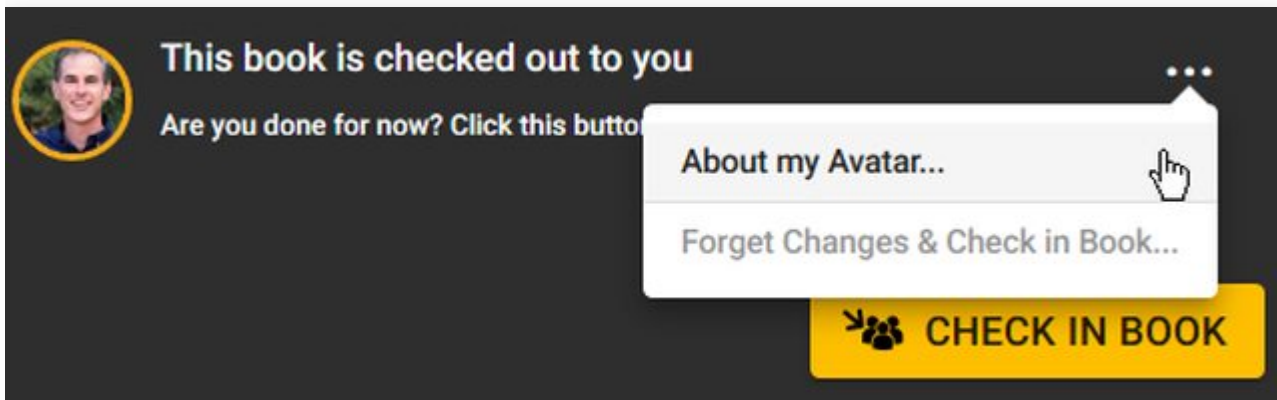 This book is checked out to you
...
Are you done for now? Click this
About my Avatar...
Forget Changes & Check in Book...
CHECK IN BOOK